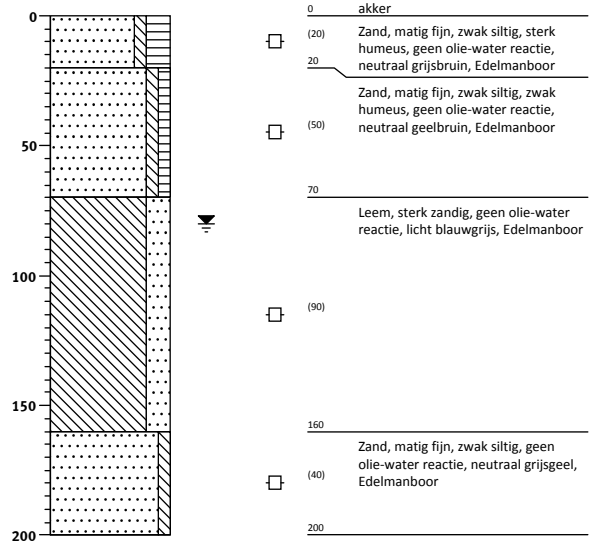 0
50
100
150
200
0 akker
(20) Zand, matig fijn, zwak siltig, sterk
humeus, geen olie-water reactie,
20 neutraal grijsbruin, Edelmanboor
Zand, matig fijn, zwak siltig, zwak
(50) humeus, geen olie-water reactie,
neutraal geelbruin, Edelmanboor
70
Leem, sterk zandig, geen olie-water
reactie, licht blauwgrijs, Edelmanboor
(90)
160
Zand, matig fijn, zwak siltig, geen
olie-water reactie, neutraal grijsgeel,
(40) Edelmanboor
200